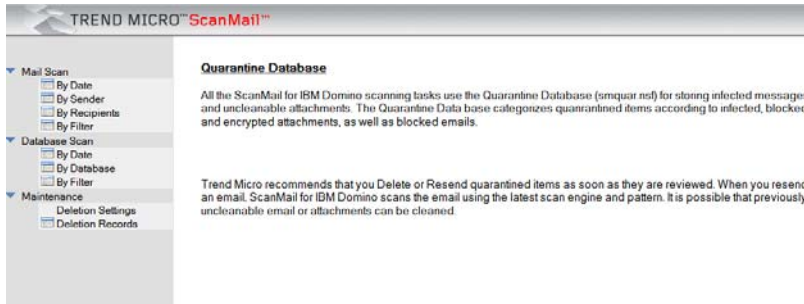 TREND MICRO™ ScanMail™
Mail Scan
By Date
By Sender
By Recipients
By Filter
Database Scan
By Date
By Database
By Filter
Maintenance
Deletion Settings
Deletion Records
Quarantine Database
All the ScanMail for IBM Domino scanning tasks use the Quarantine Database (smquar.nsf) for storing infected messages
and uncleanable attachments. The Quarantine Data base categorizes quanrantined items according to infected, blocked
and encrypted attachments, as well as blocked emails.
Trend Micro recommends that you Delete or Resend quarantined items as soon as they are reviewed. When you resend
an email, ScanMail for IBM Domino scans the email using the latest scan engine and pattern. It is possible that previously
uncleanable email or attachments can be cleaned.